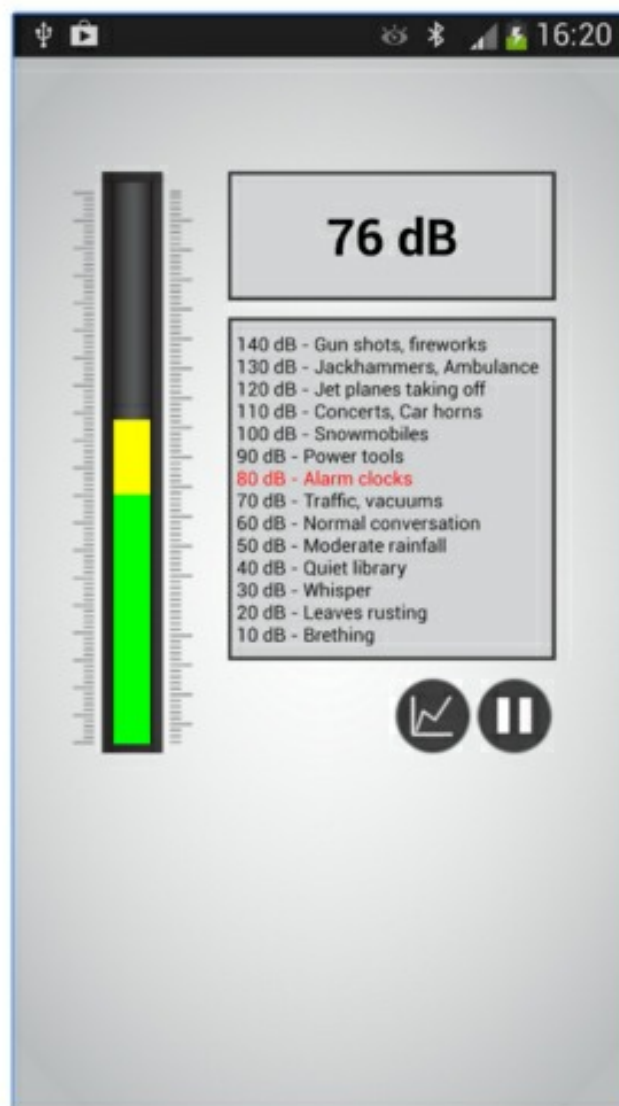 16:20
76 dB
140 dB - Gun shots, fireworks
130 dB - Jackhammers, Ambulance
120 dB - Jet planes taking off
110 dB - Concerts, Car horns
100 dB - Snowmobiles
90 dB - Power tools
80 dB - Alarm clocks
70 dB - Traffic, vacuums
60 dB - Normal conversation
50 dB - Moderate rainfall
40 dB - Quiet library
30 dB - Whisper
20 dB - Leaves rusting
10 dB - Brething